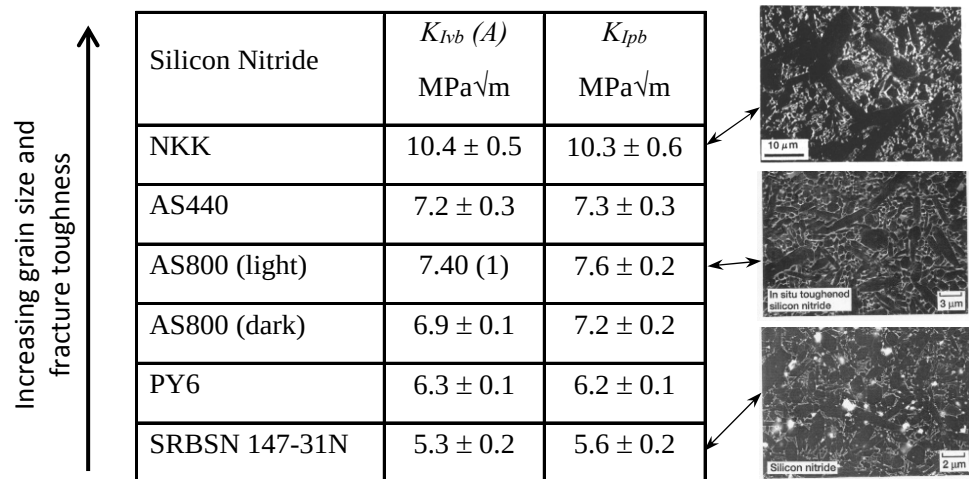 Increasing grain size and
fracture toughness
Silicon Nitride
K_Ivb (A)
MPa√m
K_Ipb
MPa√m
NKK 10.4 ± 0.5 10.3 ± 0.6
AS440 7.2 ± 0.3 7.3 ± 0.3
AS800 (light) 7.40 (1) 7.6 ± 0.2
AS800 (dark) 6.9 ± 0.1 7.2 ± 0.2
PY6 6.3 ± 0.1 6.2 ± 0.1
SRBSN 147-31N 5.3 ± 0.2 5.6 ± 0.2
10 μm
In situ toughened
silicon nitride
3 μm
Silicon nitride
2 μm